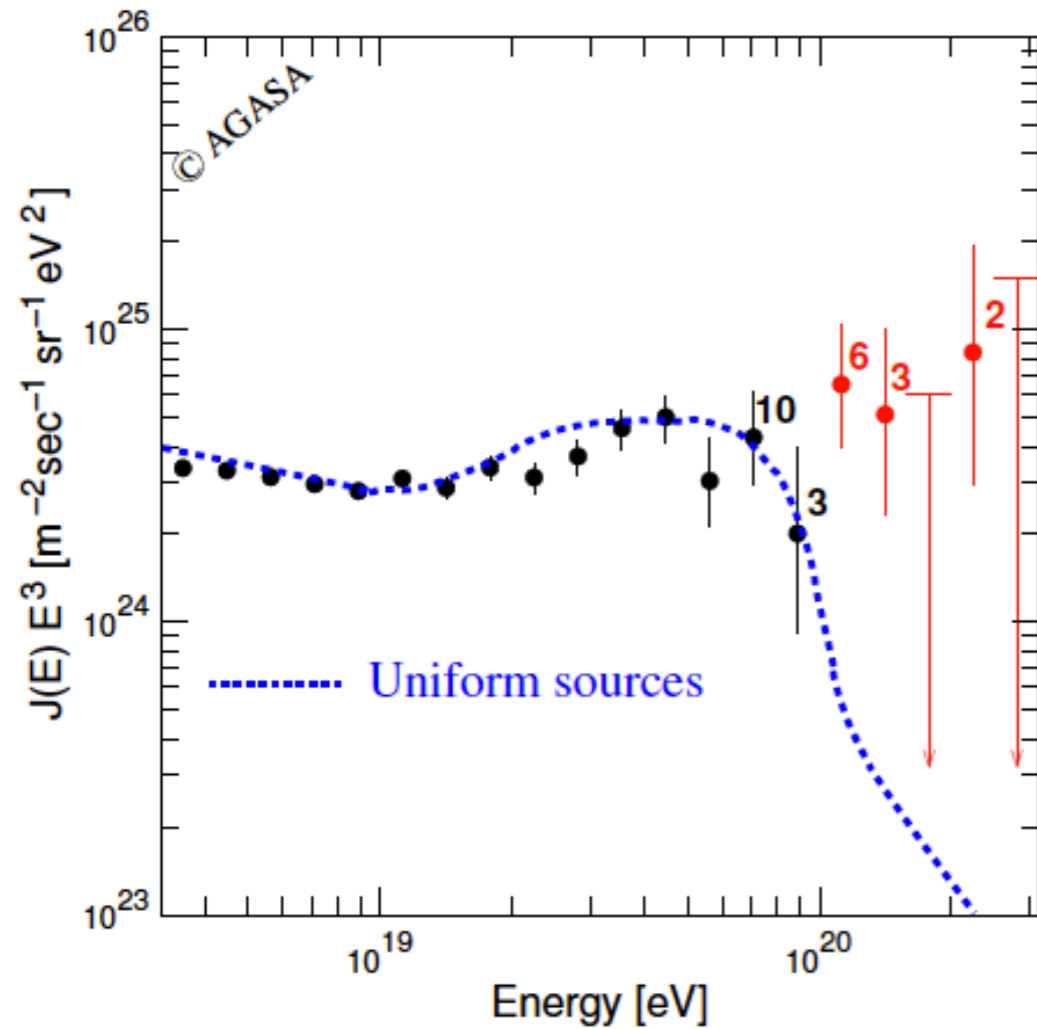 10^26
© AGASA
J(E) E^3 [m^−2 sec^−1 sr^−1 eV^2 ]
10^25
6
3
2
10
3
10^24
Uniform sources
10^23
10^19
10^20
Energy [eV]